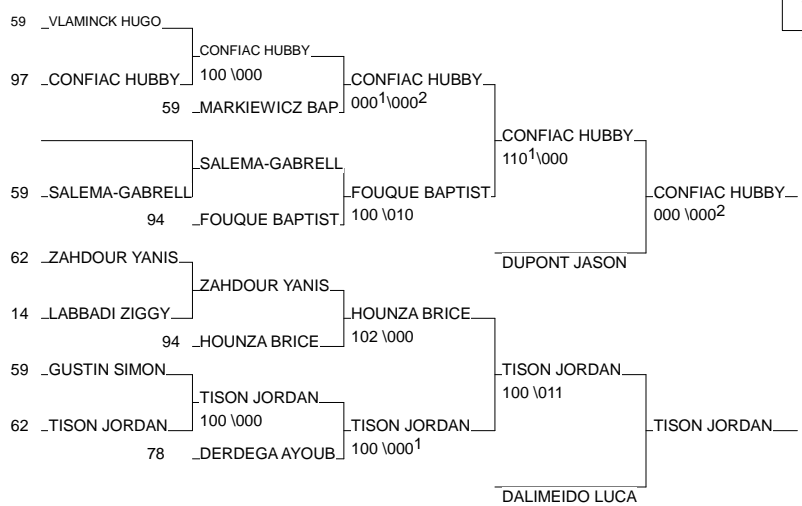 59 VLAMINCK HUGO
CONFIAC HUBBY
97 CONFIAC HUBBY 100 \000 CONFIAC HUBBY
59 MARKIEWICZ BAP 000¹\000²
CONFIAC HUBBY
110¹\000
SALEMA-GABRELL
59 SALEMA-GABRELL FOUQUE BAPTIST CONFIAC HUBBY
94 FOUQUE BAPTIST 100 \010 000 \000²
62 ZAHDOUR YANIS DUPONT JASON
ZAHDOUR YANIS
14 LABBADI ZIGGY HOUNZA BRICE
94 HOUNZA BRICE 102 \000
59 GUSTIN SIMON TISON JORDAN
TISON JORDAN 100 \011
62 TISON JORDAN 100 \000 TISON JORDAN TISON JORDAN
78 DERDEGA AYOUB 100 \000¹
DALIMEIDO LUCA